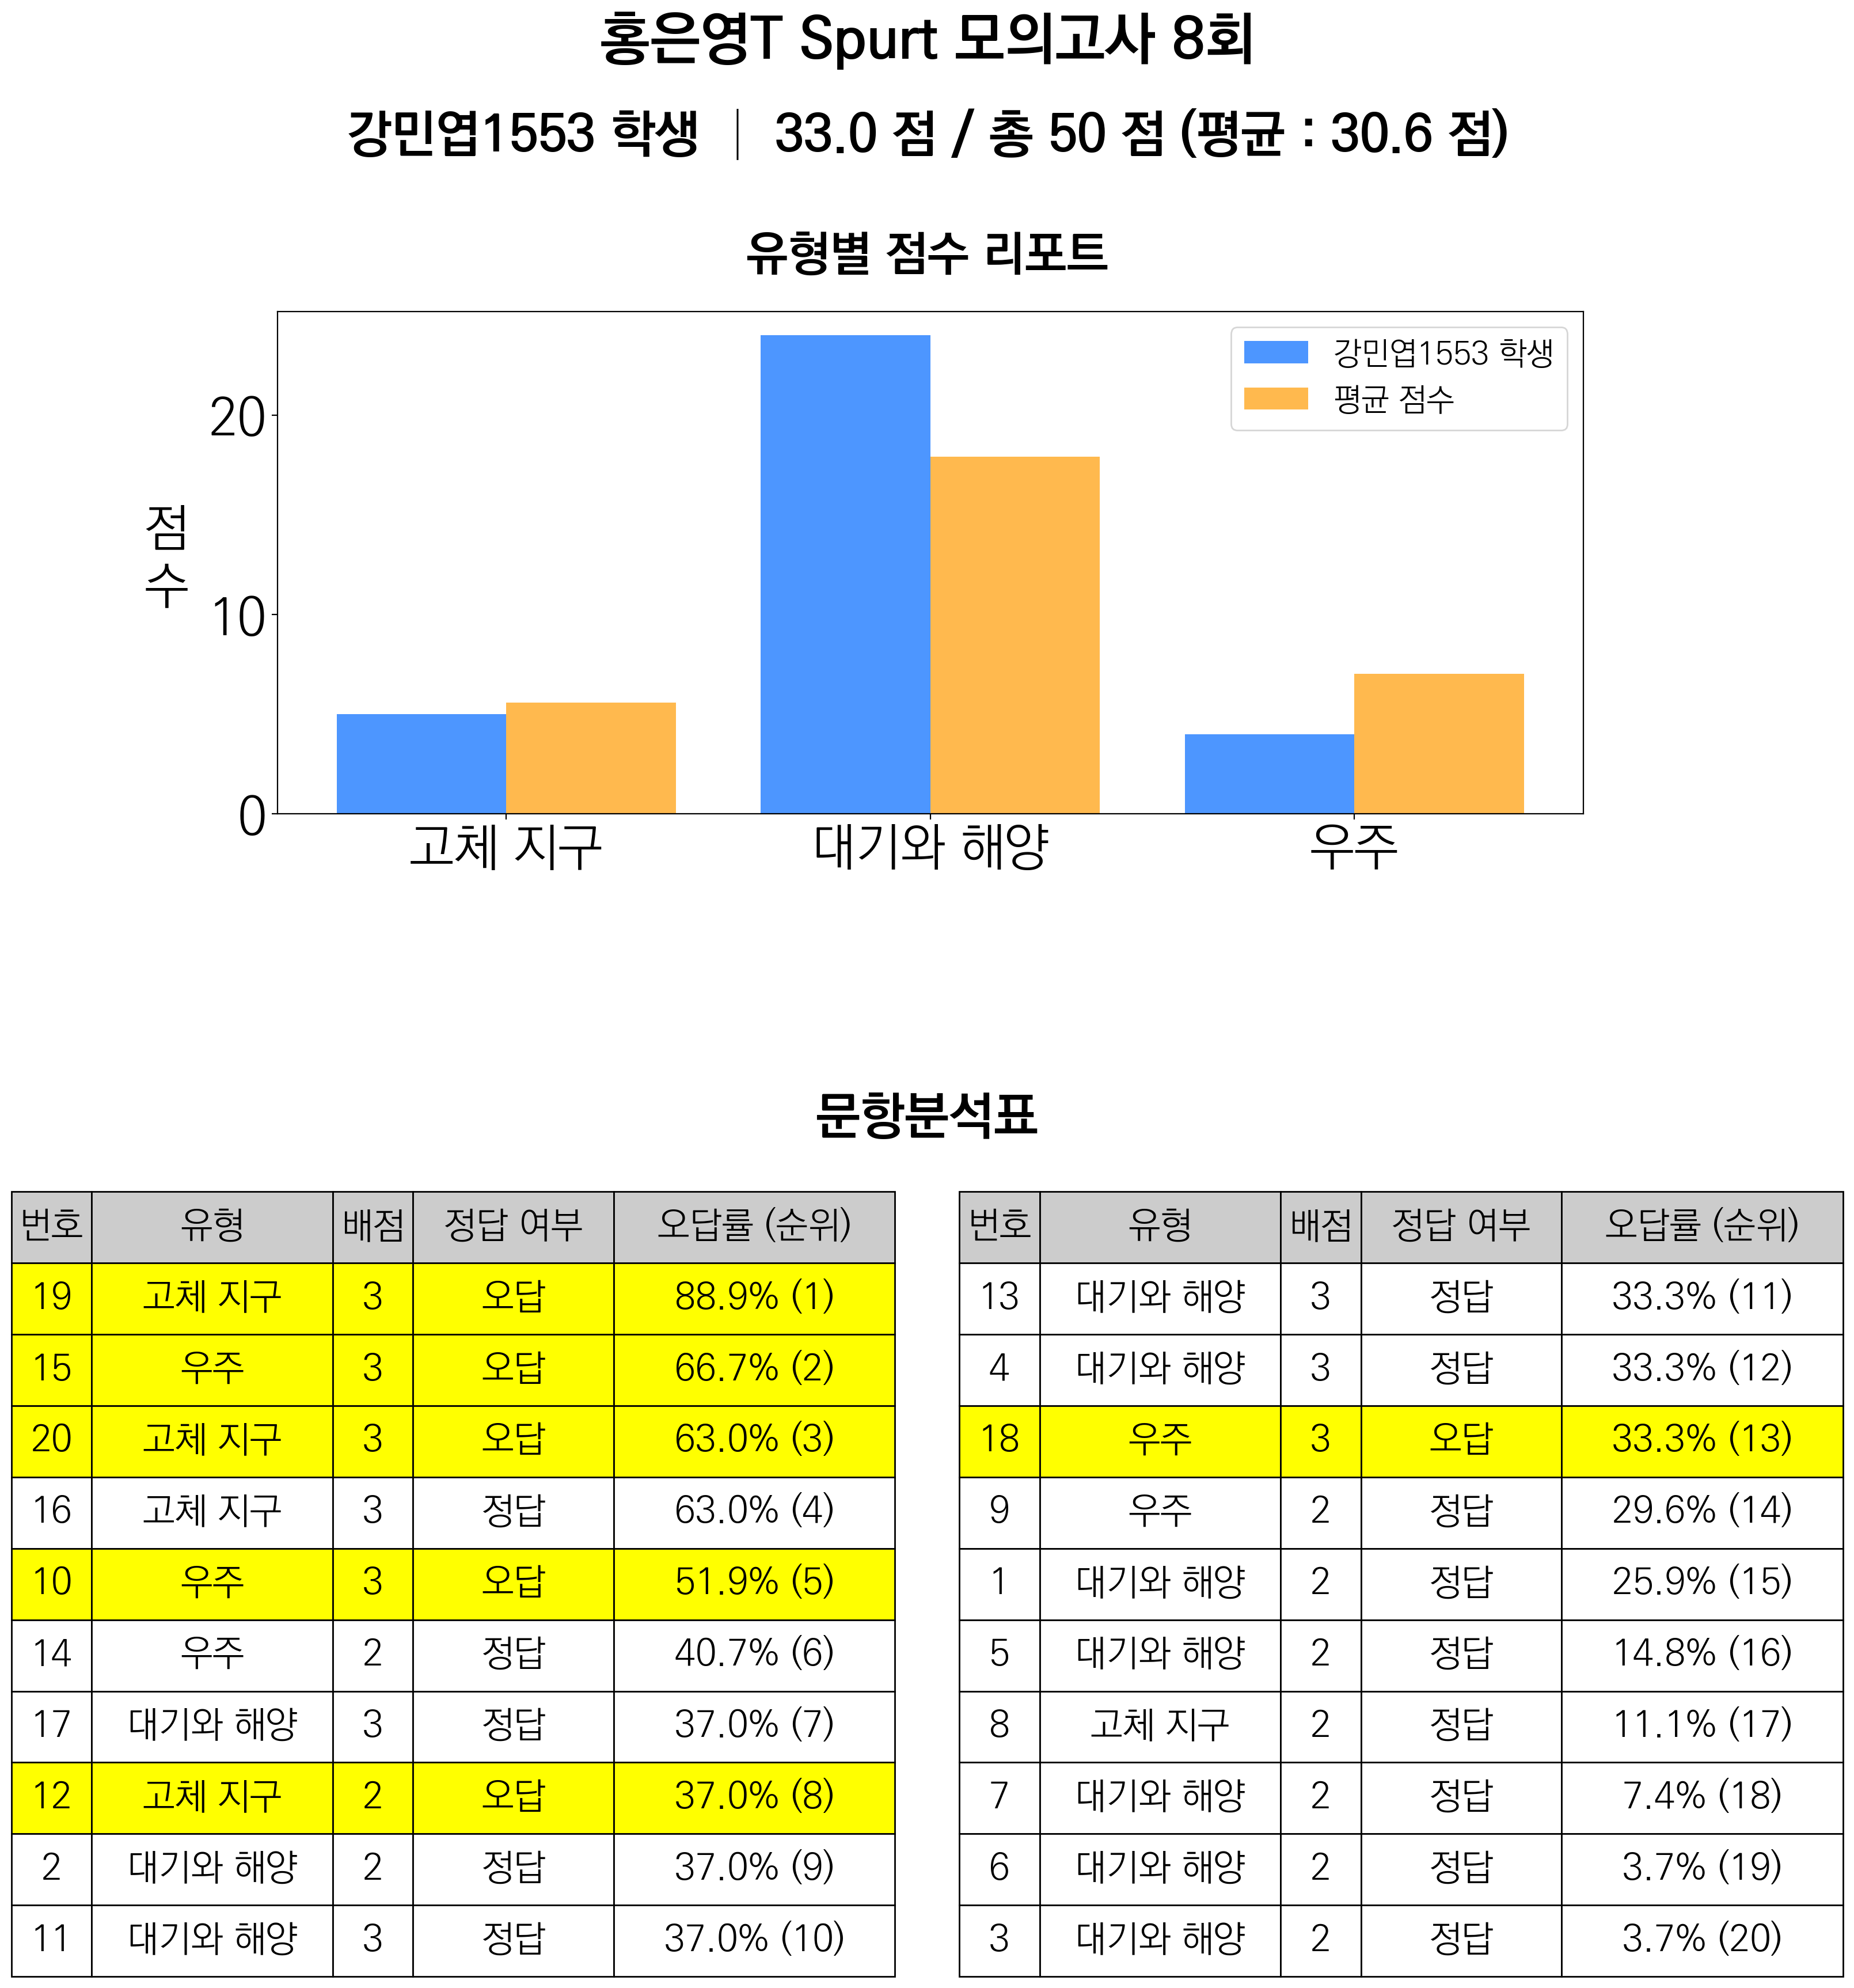 홍은영T Spurt 모의고사 8회
강민엽1553 학생 │ 33.0 점 / 총 50 점 (평균 : 30.6 점)
유형별 점수 리포트
강민엽1553 학생
평균 점수
점
수
20
10
0
고체 지구 대기와 해양 우주
문항분석표
번호 유형 배점 정답 여부 오답률 (순위)
19 고체 지구 3 오답 88.9% (1)
15 우주 3 오답 66.7% (2)
20 고체 지구 3 오답 63.0% (3)
16 고체 지구 3 정답 63.0% (4)
10 우주 3 오답 51.9% (5)
14 우주 2 정답 40.7% (6)
17 대기와 해양 3 정답 37.0% (7)
12 고체 지구 2 오답 37.0% (8)
2 대기와 해양 2 정답 37.0% (9)
11 대기와 해양 3 정답 37.0% (10)
번호 유형 배점 정답 여부 오답률 (순위)
13 대기와 해양 3 정답 33.3% (11)
4 대기와 해양 3 정답 33.3% (12)
18 우주 3 오답 33.3% (13)
9 우주 2 정답 29.6% (14)
1 대기와 해양 2 정답 25.9% (15)
5 대기와 해양 2 정답 14.8% (16)
8 고체 지구 2 정답 11.1% (17)
7 대기와 해양 2 정답 7.4% (18)
6 대기와 해양 2 정답 3.7% (19)
3 대기와 해양 2 정답 3.7% (20)